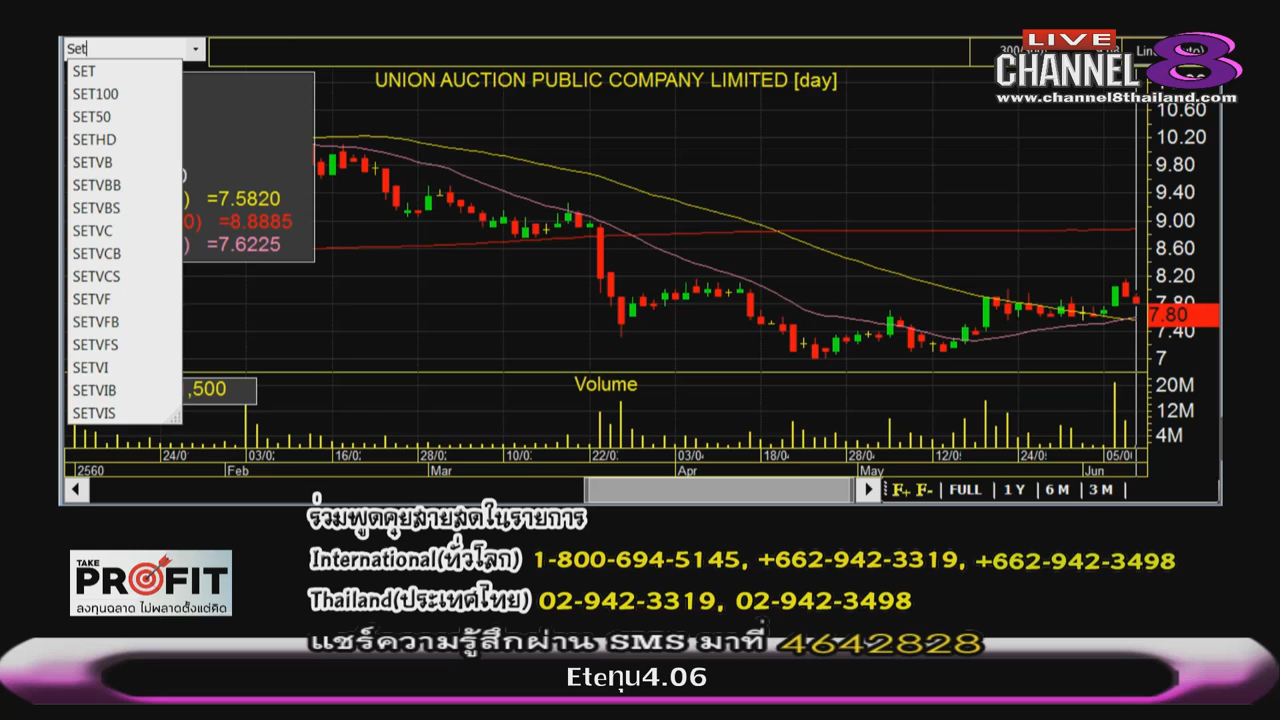 Set
SET
SET100
SET50
SETHD
SETVB
SETVBB
SETVBS
SETVC
SETVCB
SETVCS
SETVF
SETVFB
SETVFS
SETVI
SETVIB
SETVIS
LIVE
CHANNEL 8
www.channel8thailand.com
UNION AUCTION PUBLIC COMPANY LIMITED [day]
) =7.5820
0) =8.8885
) =7.6225
10.60
10.20
9.80
9.40
9.00
8.60
8.20
7.80
7.80
7.40
7
,500
Volume
20M
12M
4M
24/0 03/0 16/0 28/0 10/0 22/0 03/0 18/0 28/0 12/0 24/0 05/0
2560 Feb Mar Apr May Jun
F+ F- | FULL | 1 Y | 6 M | 3 M |
ร่วมพูดคุยสายสดในรายการ
International(ทั่วโลก) 1-800-694-5145, +662-942-3319, +662-942-3498
Thailand(ประเทศไทย) 02-942-3319, 02-942-3498
แชร์ความรู้สึกผ่าน SMS มาที่ 4642828
TAKE
PROFIT
ลงทุนฉลาด ไม่พลาดตั้งแต่คิด
Eteทุน4.06